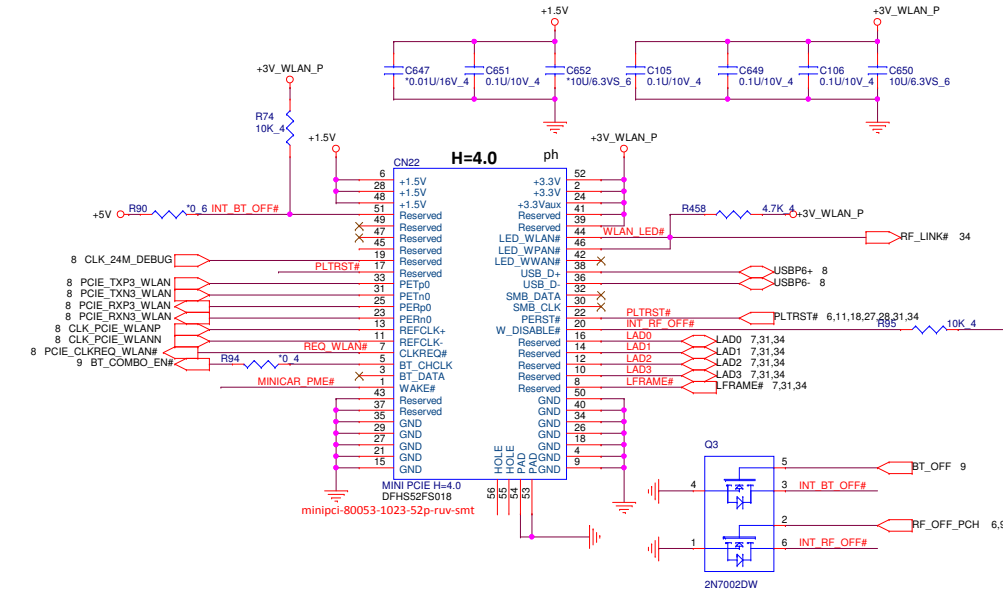 +1.5V
+3V_WLAN_P
C647
*0.01U/16V_4
C651
0.1U/10V_4
C652
*10U/6.3VS_6
C105
0.1U/10V_4
C649
0.1U/10V_4
C106
0.1U/10V_4
C650
10U/6.3VS_6
+3V_WLAN_P
R74
10K_4
+1.5V
+3V_WLAN_P
CN22
H=4.0
ph
6 +1.5V
28 +1.5V
48 +1.5V
+5V R90 *0_6 INT_BT_OFF# 51 Reserved
49 Reserved
47 Reserved
45 Reserved
8 CLK_24M_DEBUG 19 Reserved
PLTRST# 17 Reserved
8 PCIE_TXP3_WLAN 33 PETp0
8 PCIE_TXN3_WLAN 31 PETn0
8 PCIE_RXP3_WLAN 25 PERp0
8 PCIE_RXN3_WLAN 23 PERn0
8 CLK_PCIE_WLANP 13 REFCLK+
8 CLK_PCIE_WLANN 11 REFCLK-
8 PCIE_CLKREQ_WLAN# REQ_WLAN# 7 CLKREQ#
9 BT_COMBO_EN# R94 *0_4 5 BT_CHCLK
3 BT_DATA
MINICAR_PME# 1 WAKE#
43 Reserved
37 Reserved
35 GND
29 GND
27 GND
21 GND
15 GND
+3.3V 52
+3.3V 2
+3.3Vaux 24
Reserved 41
Reserved 39
LED_WLAN# 44 WLAN_LED# RF_LINK# 34
R458 4.7K_4 +3V_WLAN_P
LED_WPAN# 46
LED_WWAN# 42
USB_D+ 38 USBP6+ 8
USB_D- 36 USBP6- 8
SMB_DATA 32
SMB_CLK 30
PERST# 22 PLTRST# PLTRST# 6,11,18,27,28,31,34
W_DISABLE# 20 INT_RF_OFF# R95 10K_4
Reserved 16 LAD0 LAD0 7,31,34
Reserved 14 LAD1 LAD1 7,31,34
Reserved 12 LAD2 LAD2 7,31,34
Reserved 10 LAD3 LAD3 7,31,34
Reserved 8 LFRAME# LFRAME# 7,31,34
GND 50
GND 40
GND 34
GND 26
GND 18
GND 4
GND 9
HOLE 56
HOLE 55
PAD 54
PAD 53
MINI PCIE H=4.0
DFHS52FS018
minipci-80053-1023-52p-ruv-smt
Q3
5 BT_OFF 9
4 3 INT_BT_OFF#
2 RF_OFF_PCH 6,9
1 6 INT_RF_OFF#
2N7002DW